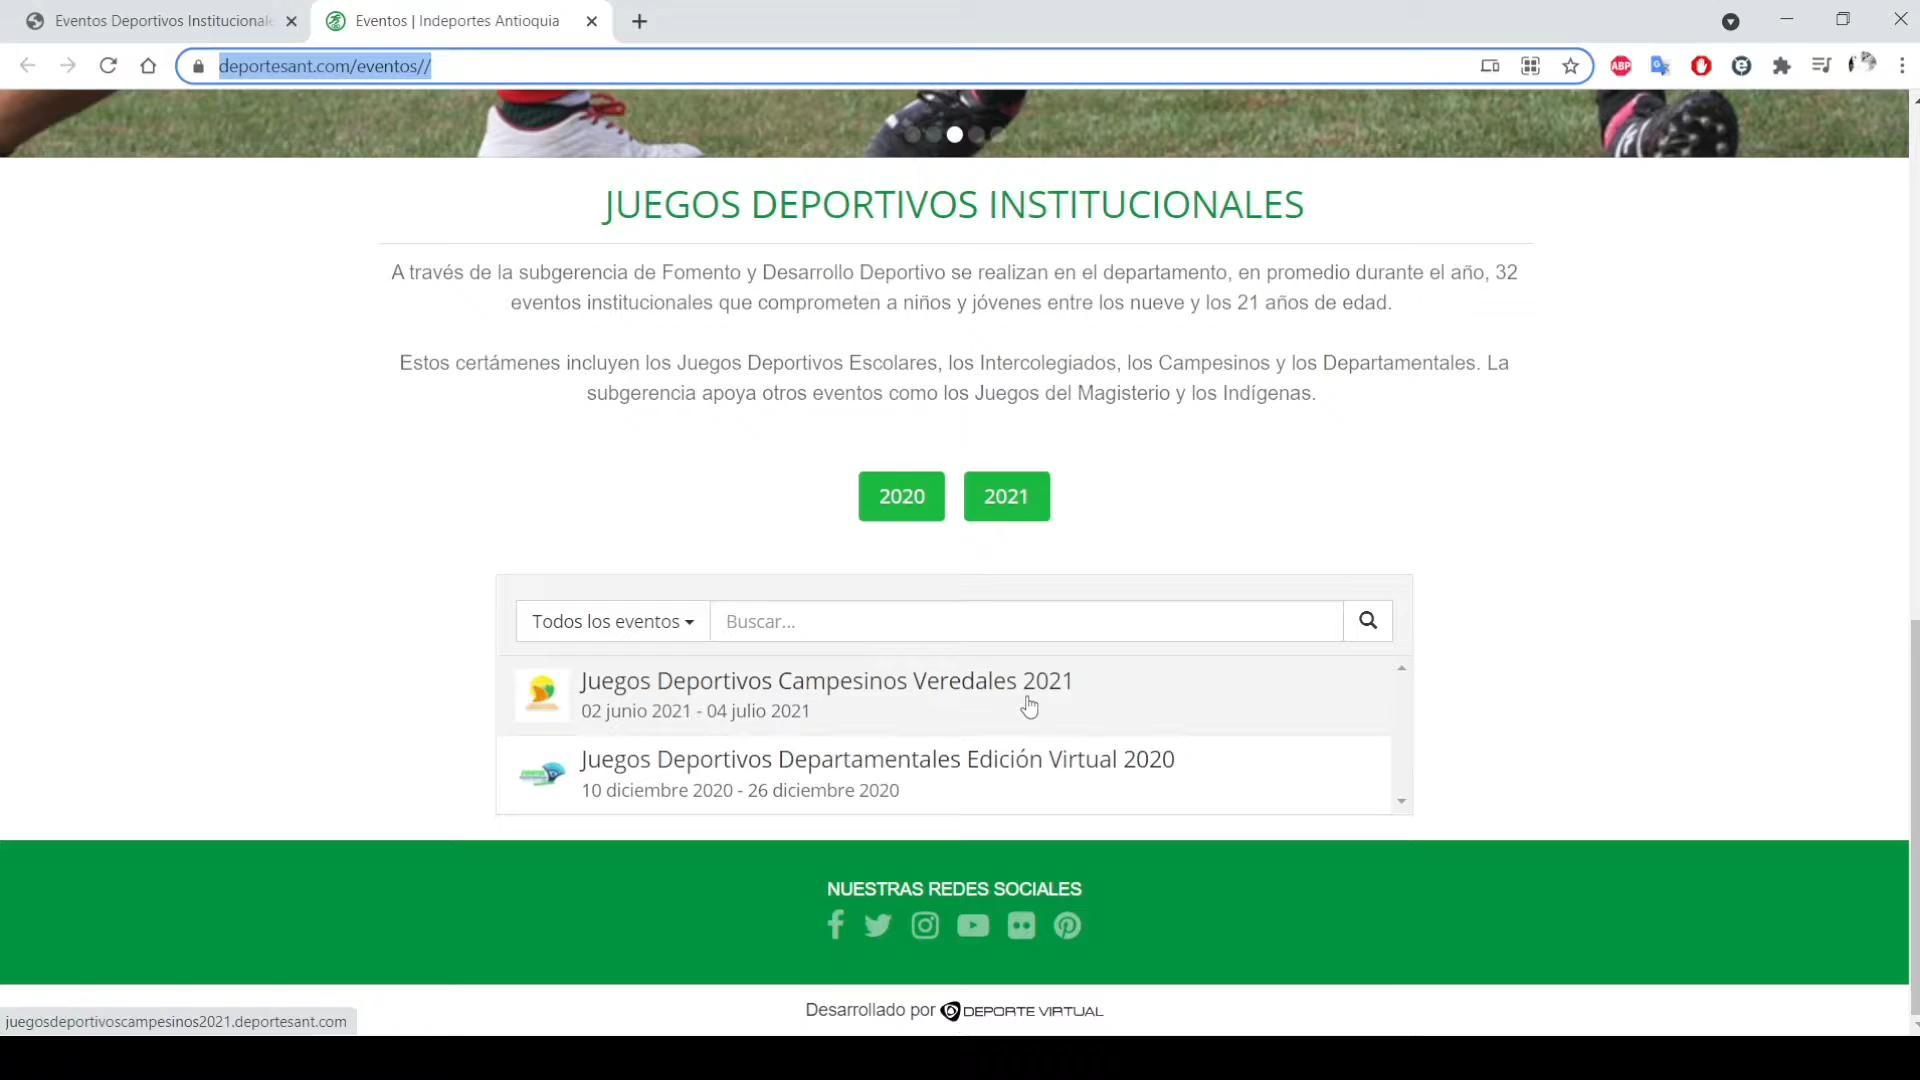 Eventos Deportivos Institucional
Eventos | Indeportes Antioquia
deportesant.com/eventos//
ABP
JUEGOS DEPORTIVOS INSTITUCIONALES
A través de la subgerencia de Fomento y Desarrollo Deportivo se realizan en el departamento, en promedio durante el año, 32
eventos institucionales que comprometen a niños y jóvenes entre los nueve y los 21 años de edad.
Estos certámenes incluyen los Juegos Deportivos Escolares, los Intercolegiados, los Campesinos y los Departamentales. La
subgerencia apoya otros eventos como los Juegos del Magisterio y los Indígenas.
2020 2021
Todos los eventos Buscar...
Juegos Deportivos Campesinos Veredales 2021
02 junio 2021 - 04 julio 2021
Juegos Deportivos Departamentales Edición Virtual 2020
10 diciembre 2020 - 26 diciembre 2020
NUESTRAS REDES SOCIALES
Desarrollado por DEPORTE VIRTUAL
juegosdeportivoscampesinos2021.deportesant.com